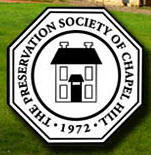 THE PRESERVATION SOCIETY OF CHAPEL HILL
· 1972 ·